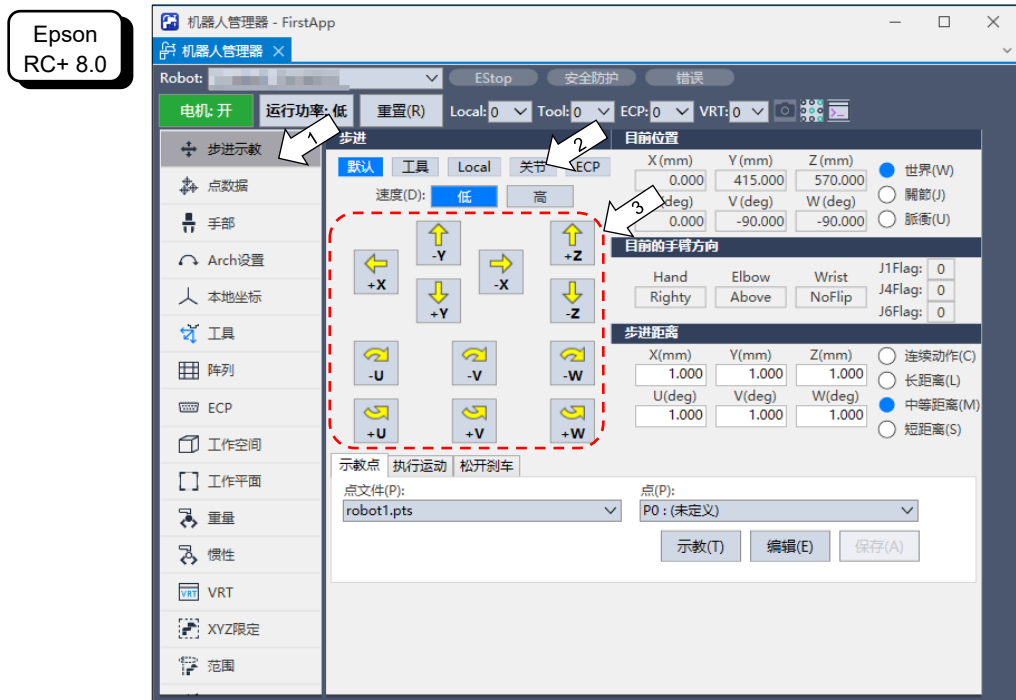 Epson
RC+ 8.0
机器人管理器 - FirstApp
机器人管理器
Robot:
EStop 安全防护 错误
电机: 开 运行功率: 低 重置(R) Local: 0 Tool: 0 ECP: 0 VRT: 0
步进示教
点数据
手部
Arch设置
本地坐标
工具
阵列
ECP
工作空间
工作平面
重量
惯性
VRT
XYZ限定
范围
1
2
3
步进
默认 工具 Local 关节 ECP
速度(D): 低 高
-Y +Z
+X -X
+Y -Z
-U -V -W
+U +V +W
目前位置
X (mm) Y (mm) Z (mm)
0.000 415.000 570.000
(deg) V (deg) W (deg)
0.000 -90.000 -90.000
世界(W)
關節(J)
脈衝(U)
目前的手臂方向
Hand Elbow Wrist
Righty Above NoFlip
J1Flag: 0
J4Flag: 0
J6Flag: 0
步进距离
X(mm) Y(mm) Z(mm)
1.000 1.000 1.000
U(deg) V(deg) W(deg)
1.000 1.000 1.000
连续动作(C)
长距离(L)
中等距离(M)
短距离(S)
示教点 执行运动 松开刹车
点文件(P): 点(P):
robot1.pts P0 : (未定义)
示教(T) 编辑(E) 保存(A)